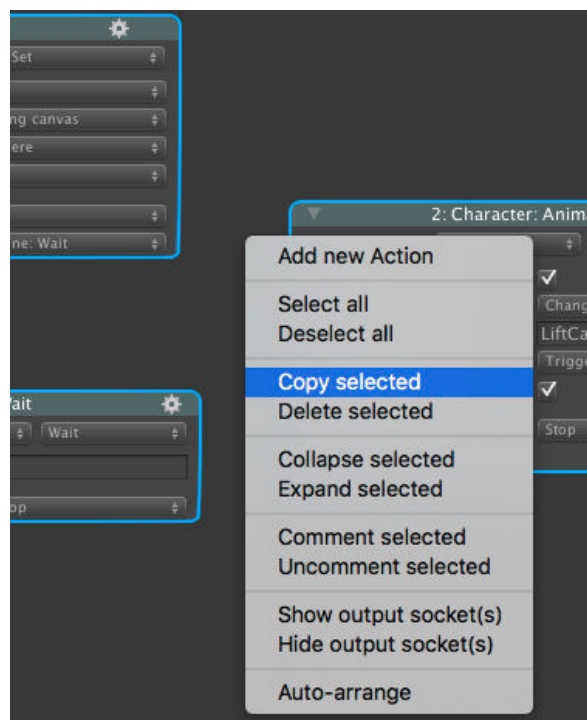 Set
ng canvas
ere
ne: Wait
2: Character: Anima
Add new Action
Select all
Chang
Deselect all
LiftCa
Trigge
Copy selected
Delete selected
Stop
Wait
Wait
Collapse selected
Expand selected
op
Comment selected
Uncomment selected
Show output socket(s)
Hide output socket(s)
Auto-arrange